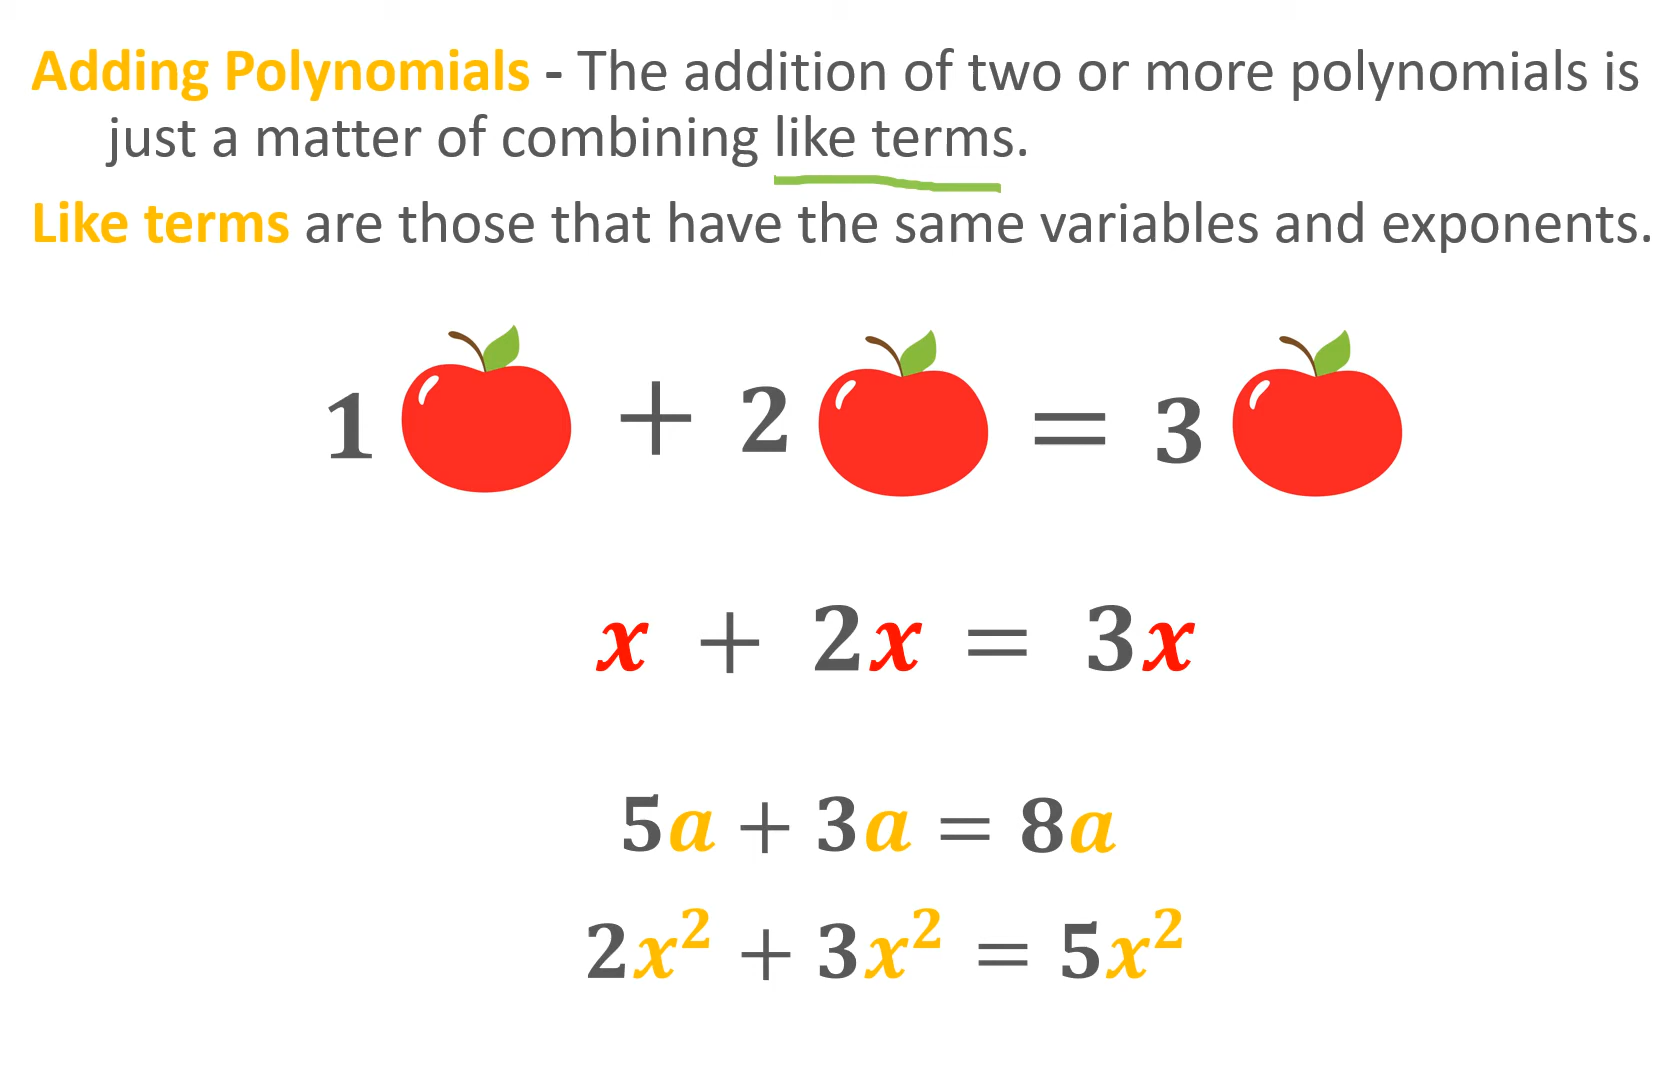 Adding Polynomials - The addition of two or more polynomials is
just a matter of combining like terms.
Like terms are those that have the same variables and exponents.
1 + 2 = 3
x + 2x = 3x
5a + 3a = 8a
2x² + 3x² = 5x²